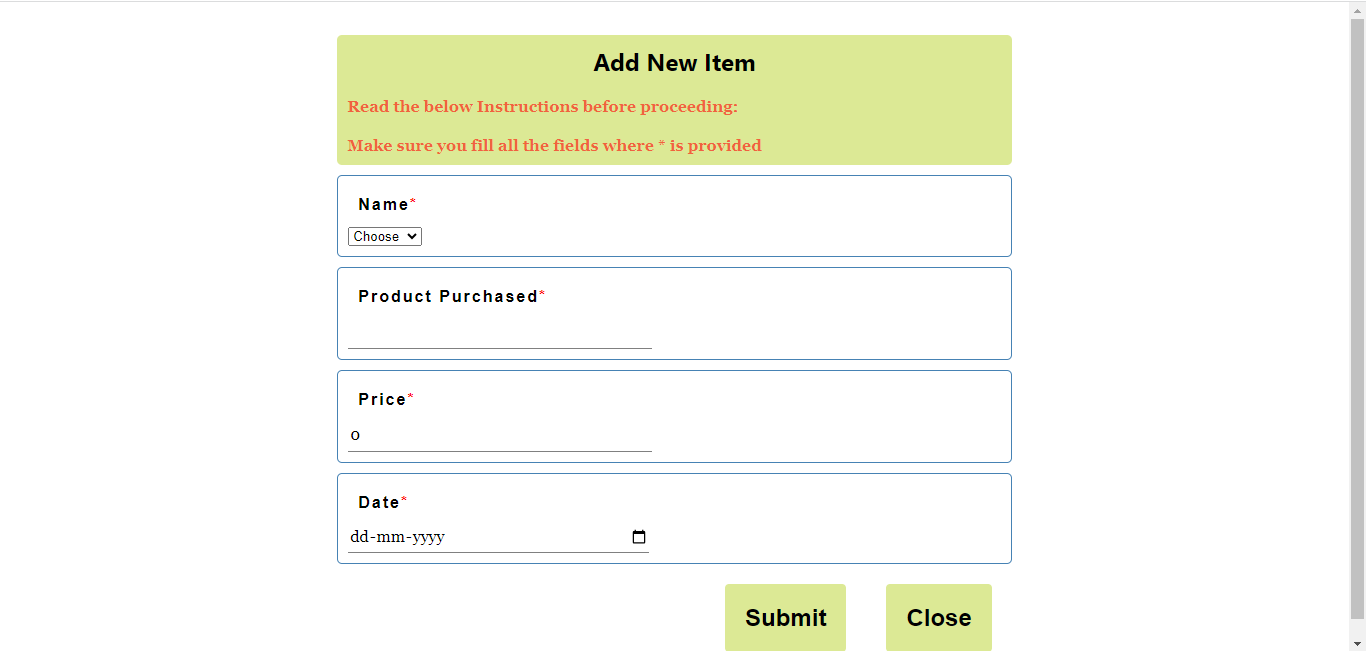 Add New Item
Read the below Instructions before proceeding:
Make sure you fill all the fields where * is provided
Name*
Choose
Product Purchased*
Price*
0
Date*
dd-mm-yyyy
Submit Close